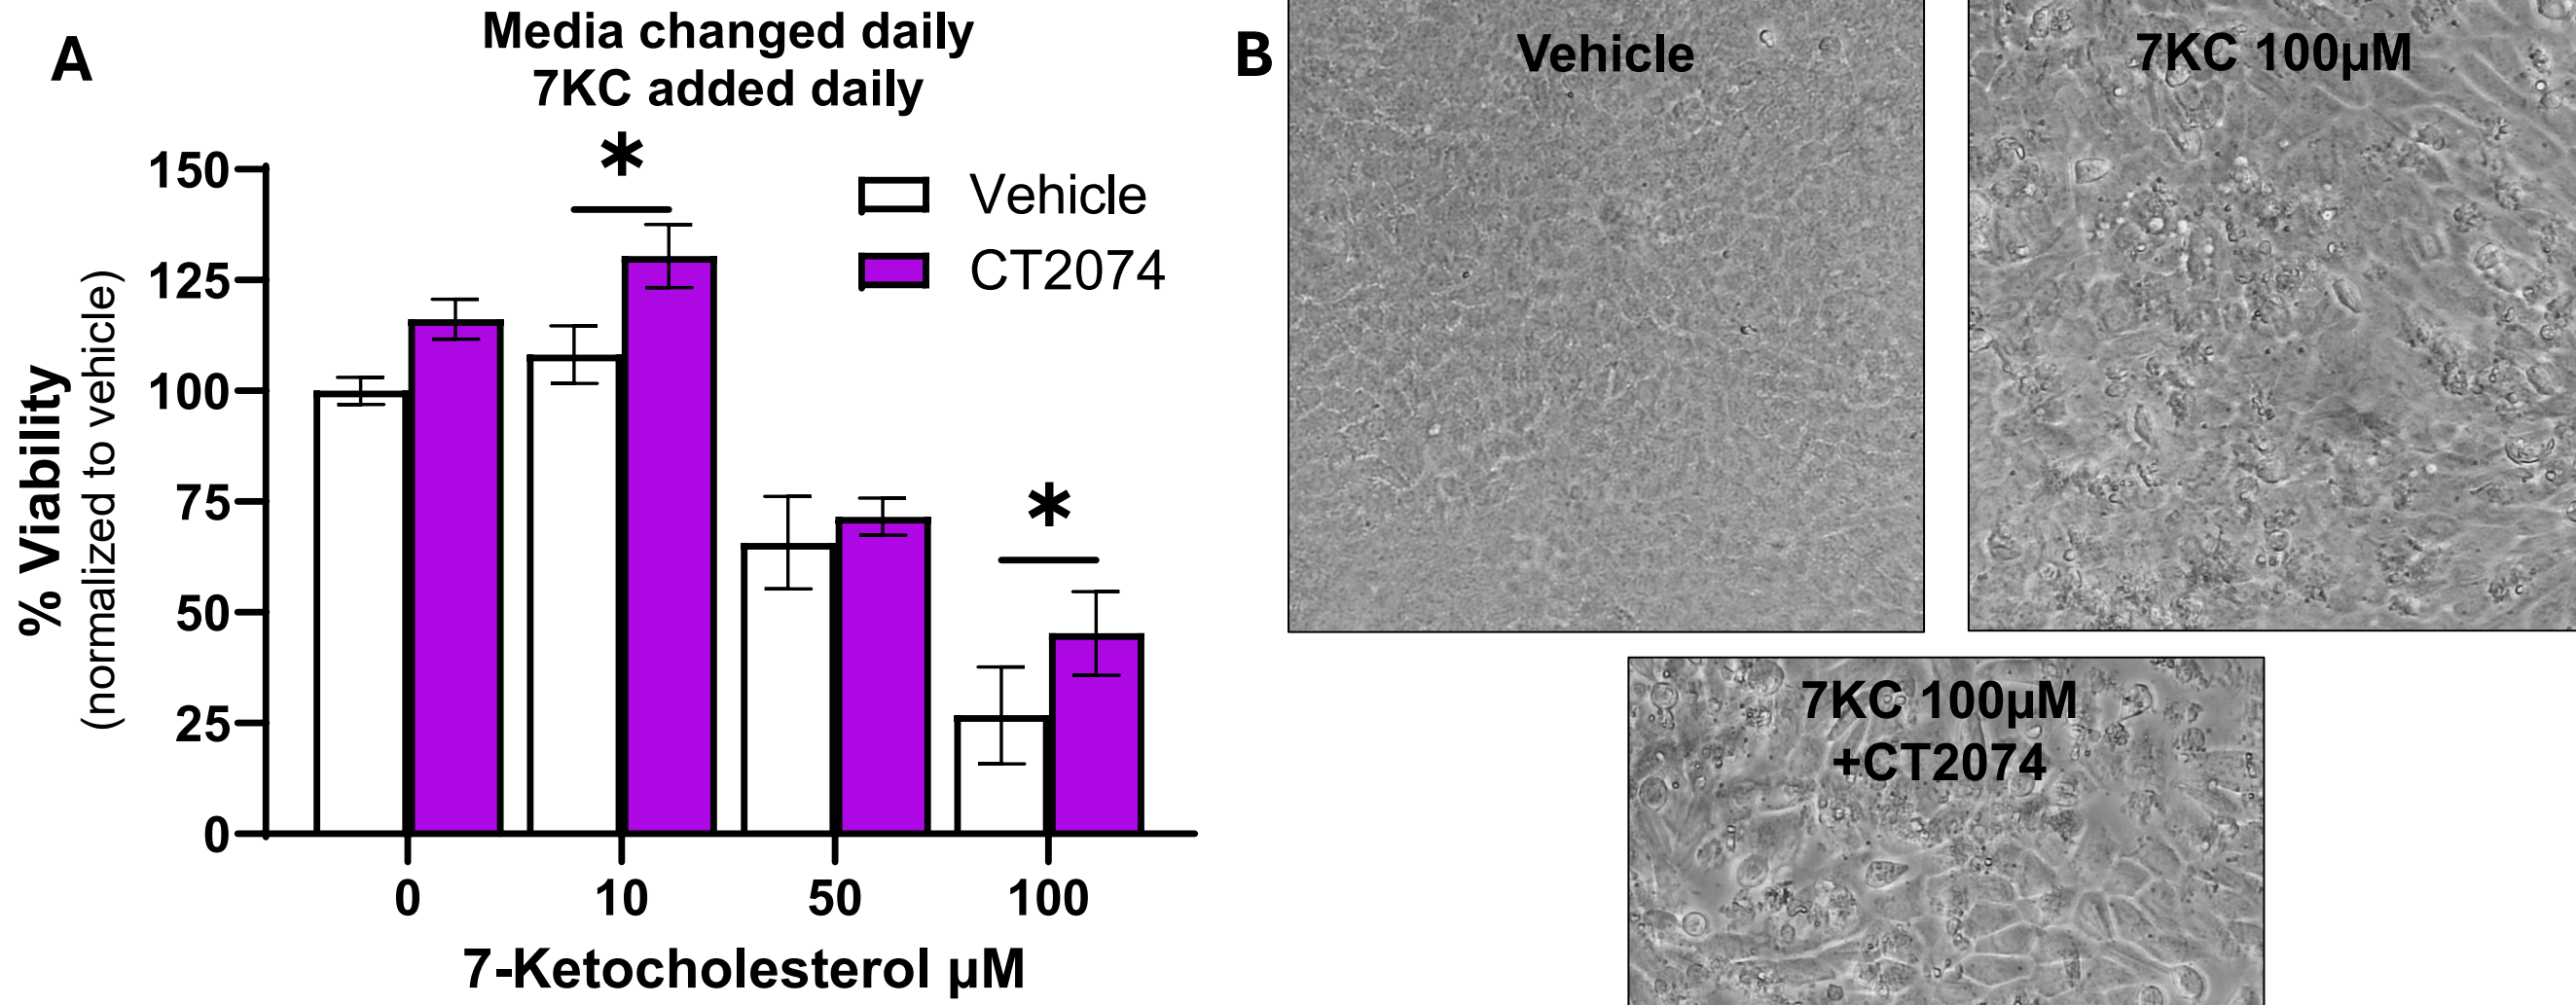 A
Media changed daily
7KC added daily
*
150
125
100
75
50
25
0
% Viability
(normalized to vehicle)
Vehicle
CT2074
*
0
10
50
100
7-Ketocholesterol µM
B
Vehicle
7KC 100µM
7KC 100µM
+CT2074